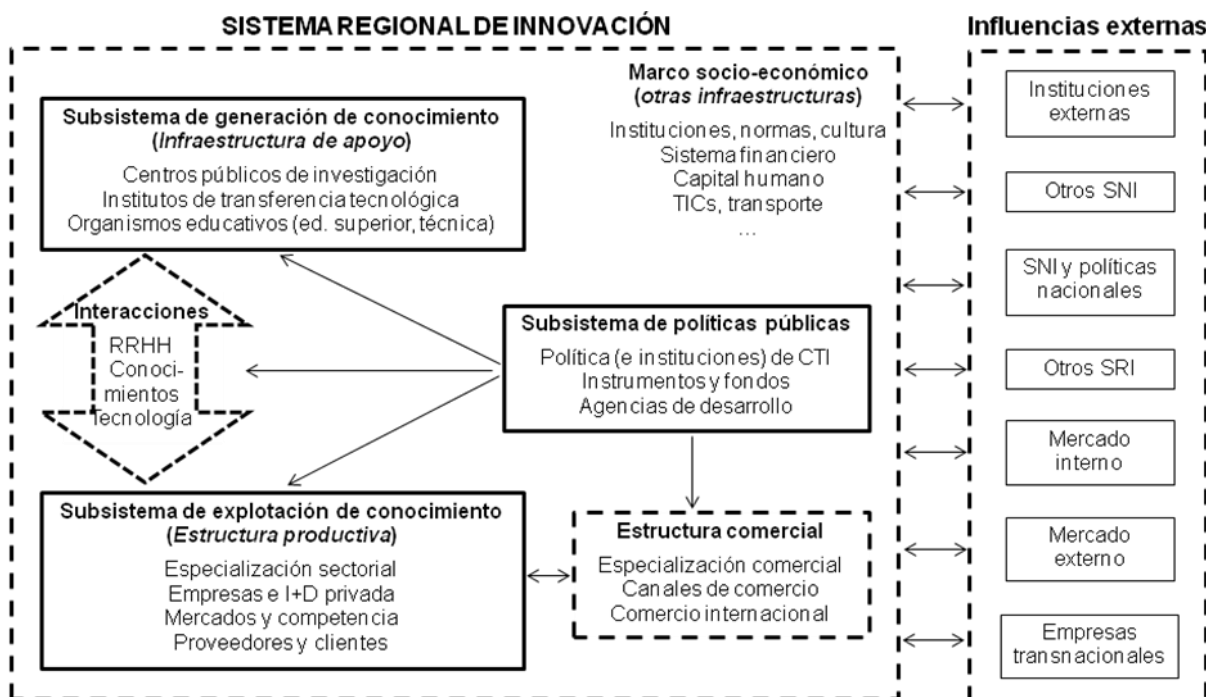 SISTEMA REGIONAL DE INNOVACIÓN
Influencias externas
Marco socio-económico
(otras infraestructuras)
Instituciones, normas, cultura
Sistema financiero
Capital humano
TICs, transporte
...
Subsistema de generación de conocimiento
(Infraestructura de apoyo)
Centros públicos de investigación
Institutos de transferencia tecnológica
Organismos educativos (ed. superior, técnica)
Interacciones
RRHH
Conoci-
mientos
Tecnología
Subsistema de políticas públicas
Política (e instituciones) de CTI
Instrumentos y fondos
Agencias de desarrollo
Subsistema de explotación de conocimiento
(Estructura productiva)
Especialización sectorial
Empresas e I+D privada
Mercados y competencia
Proveedores y clientes
Estructura comercial
Especialización comercial
Canales de comercio
Comercio internacional
Instituciones
externas
Otros SNI
SNI y políticas
nacionales
Otros SRI
Mercado
interno
Mercado
externo
Empresas
transnacionales